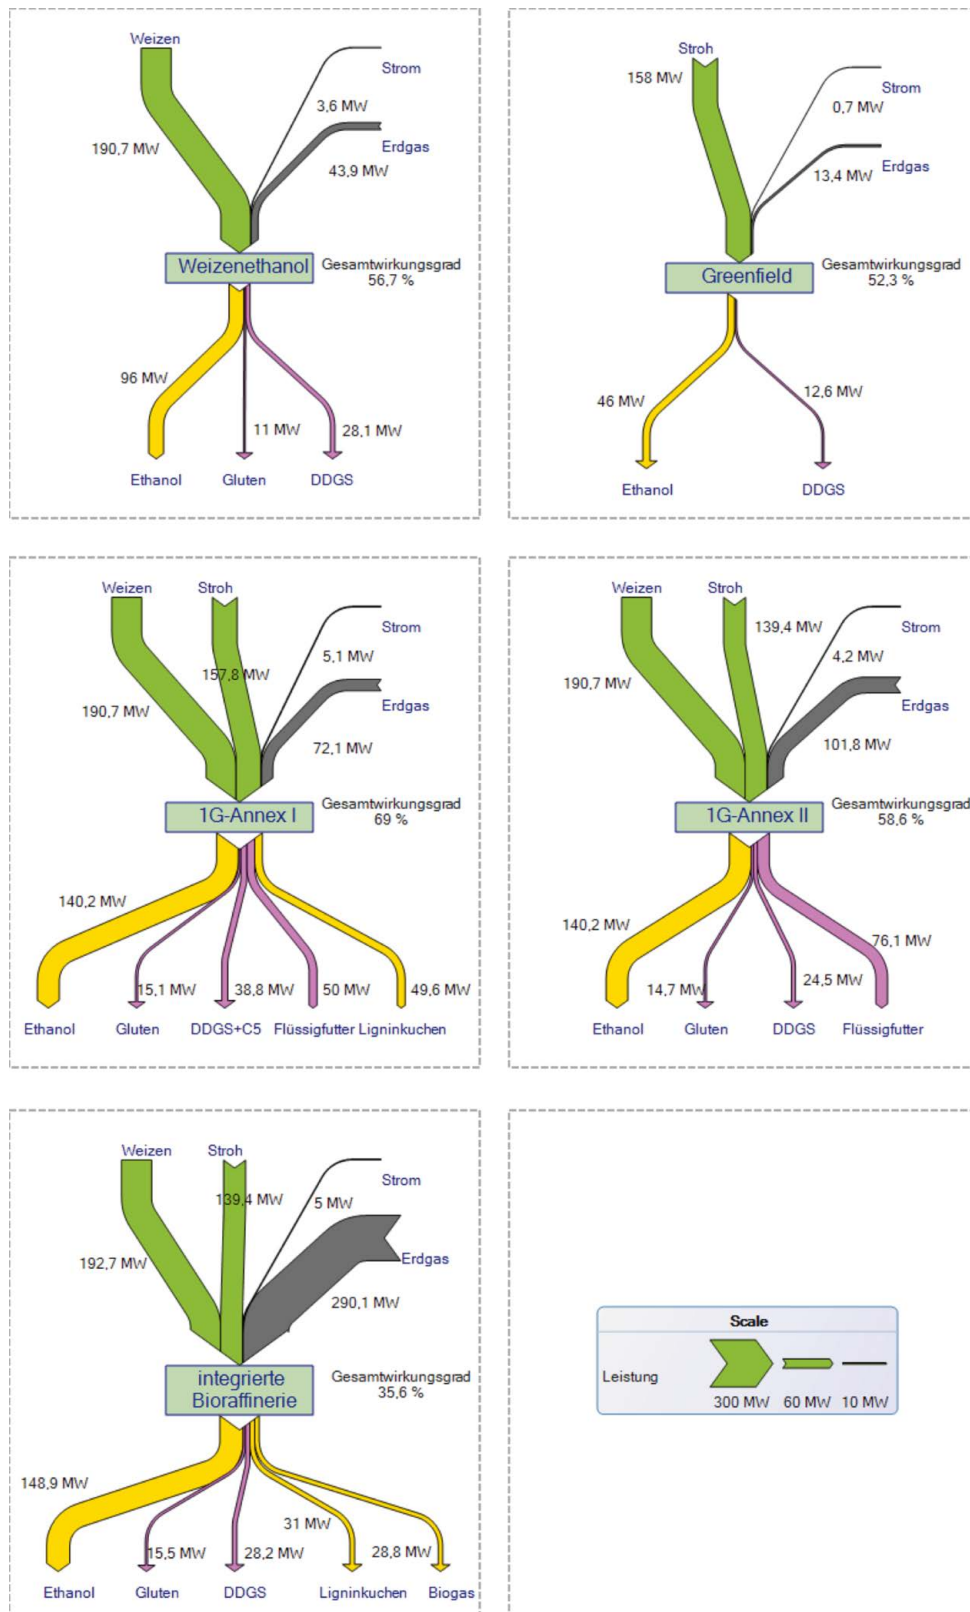 Weizen
Strom
3,6 MW
190,7 MW
Erdgas
43,9 MW
Weizenethanol
Gesamtwirkungsgrad
56,7 %
96 MW
11 MW
28,1 MW
Ethanol
Gluten
DDGS
Stroh
158 MW
Strom
0,7 MW
Erdgas
13,4 MW
Greenfield
Gesamtwirkungsgrad
52,3 %
46 MW
12,6 MW
Ethanol
DDGS
Weizen
Stroh
Strom
5,1 MW
157,8 MW
190,7 MW
Erdgas
72,1 MW
1G-Annex I
Gesamtwirkungsgrad
69 %
140,2 MW
15,1 MW
38,8 MW
50 MW
49,6 MW
Ethanol
Gluten
DDGS+C5
Flüssigfutter
Ligninkuchen
Weizen
Stroh
139,4 MW
Strom
4,2 MW
190,7 MW
Erdgas
101,8 MW
1G-Annex II
Gesamtwirkungsgrad
58,6 %
140,2 MW
76,1 MW
14,7 MW
24,5 MW
Ethanol
Gluten
DDGS
Flüssigfutter
Weizen
Stroh
Strom
139,4 MW
5 MW
192,7 MW
Erdgas
290,1 MW
integrierte
Bioraffinerie
Gesamtwirkungsgrad
35,6 %
148,9 MW
31 MW
15,5 MW
28,2 MW
28,8 MW
Ethanol
Gluten
DDGS
Ligninkuchen
Biogas
Scale
Leistung
300 MW
60 MW
10 MW